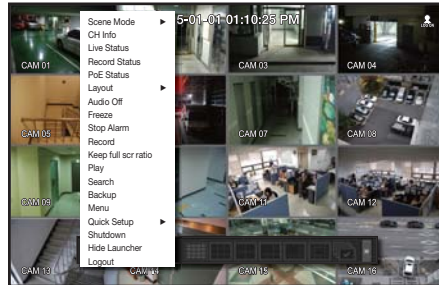 Scene Mode
5-01-01 01:10:25 PM
LOG ON
CH Info
Live Status
Record Status
PoE Status
Layout
Audio Off
Freeze
Stop Alarm
Record
Keep full scr ratio
Play
Search
Backup
Menu
Quick Setup
Shutdown
Hide Launcher
Logout
CAM 01
CAM 03
CAM 04
CAM 05
CAM 07
CAM 08
CAM 09
CAM 11
CAM 12
CAM 13
CAM 14
CAM 15
CAM 16